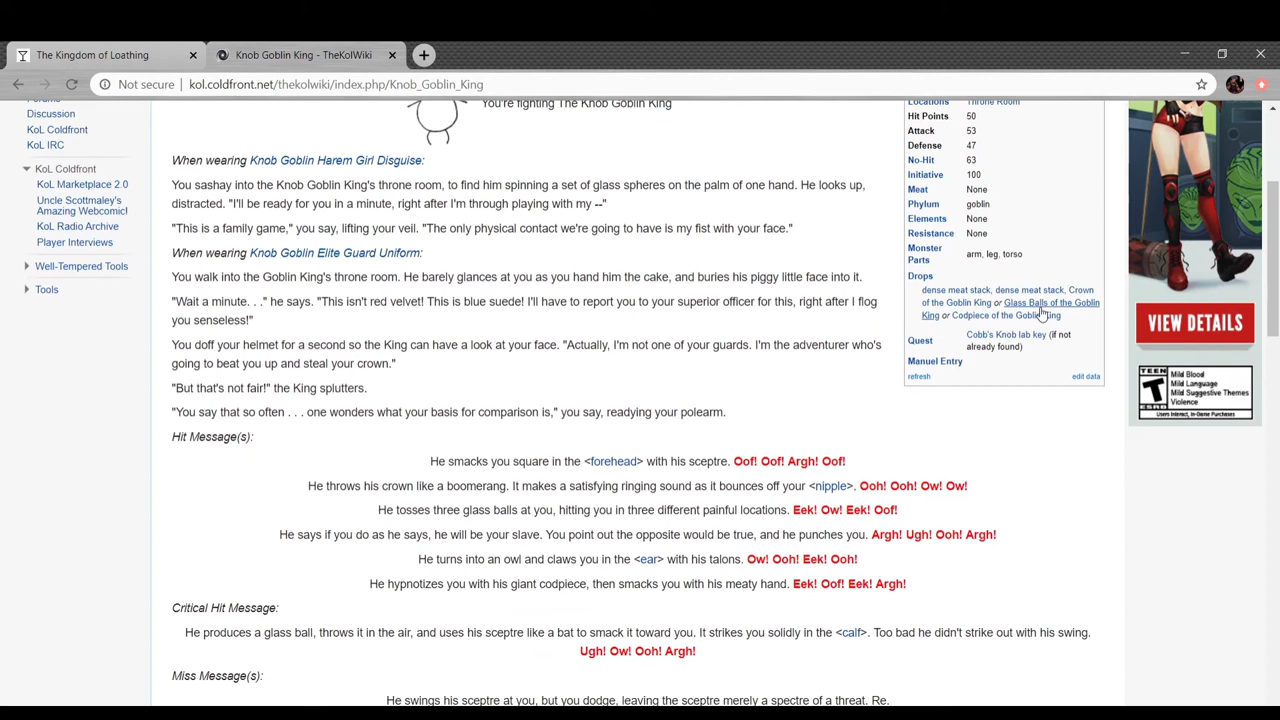 The Kingdom of Loathing
Knob Goblin King - TheKolWiki
Not secure
kol.coldfront.net/thekolwiki/index.php/Knob_Goblin_King
Forums
Discussion
KoL Coldfront
KoL IRC
KoL Coldfront
KoL Marketplace 2.0
Uncle Scottmaley's
Amazing Webcomic!
KoL Radio Archive
Player Interviews
Well-Tempered Tools
Tools
You're fighting The Knob Goblin King
When wearing Knob Goblin Harem Girl Disguise:
You sashay into the Knob Goblin King's throne room, to find him spinning a set of glass spheres on the palm of one hand. He looks up,
distracted. "I'll be ready for you in a minute, right after I'm through playing with my --"
"This is a family game," you say, lifting your veil. "The only physical contact we're going to have is my fist with your face."
When wearing Knob Goblin Elite Guard Uniform:
You walk into the Goblin King's throne room. He barely glances at you as you hand him the cake, and buries his piggy little face into it.
"Wait a minute. . ." he says. "This isn't red velvet! This is blue suede! I'll have to report you to your superior officer for this, right after I flog
you senseless!"
You doff your helmet for a second so the King can have a look at your face. "Actually, I'm not one of your guards. I'm the adventurer who's
going to beat you up and steal your crown."
"But that's not fair!" the King splutters.
"You say that so often . . . one wonders what your basis for comparison is," you say, readying your polearm.
Hit Message(s):
He smacks you square in the <forehead> with his sceptre. Oof! Oof! Argh! Oof!
He throws his crown like a boomerang. It makes a satisfying ringing sound as it bounces off your <nipple>. Ooh! Ooh! Ow! Ow!
He tosses three glass balls at you, hitting you in three different painful locations. Eek! Ow! Eek! Oof!
He says if you do as he says, he will be your slave. You point out the opposite would be true, and he punches you. Argh! Ugh! Ooh! Argh!
He turns into an owl and claws you in the <ear> with his talons. Ow! Ooh! Eek! Ooh!
He hypnotizes you with his giant codpiece, then smacks you with his meaty hand. Eek! Oof! Eek! Argh!
Critical Hit Message:
He produces a glass ball, throws it in the air, and uses his sceptre like a bat to smack it toward you. It strikes you solidly in the <calf>. Too bad he didn't strike out with his swing.
Ugh! Ow! Ooh! Argh!
Miss Message(s):
He swings his sceptre at you, but you dodge, leaving the sceptre merely a spectre of a threat. Re.
Locations Throne Room
Hit Points 50
Attack 53
Defense 47
No-Hit 63
Initiative 100
Meat None
Phylum goblin
Elements None
Resistance None
Monster
Parts arm, leg, torso
Drops
dense meat stack, dense meat stack, Crown
of the Goblin King or Glass Balls of the Goblin
King or Codpiece of the Goblin King
Quest Cobb's Knob lab key (if not
already found)
Manuel Entry
refresh edit data
VIEW DETAILS
TEEN
T
ESRB
Mild Blood
Mild Language
Mild Suggestive Themes
Violence
Users Interact, In-Game Purchases